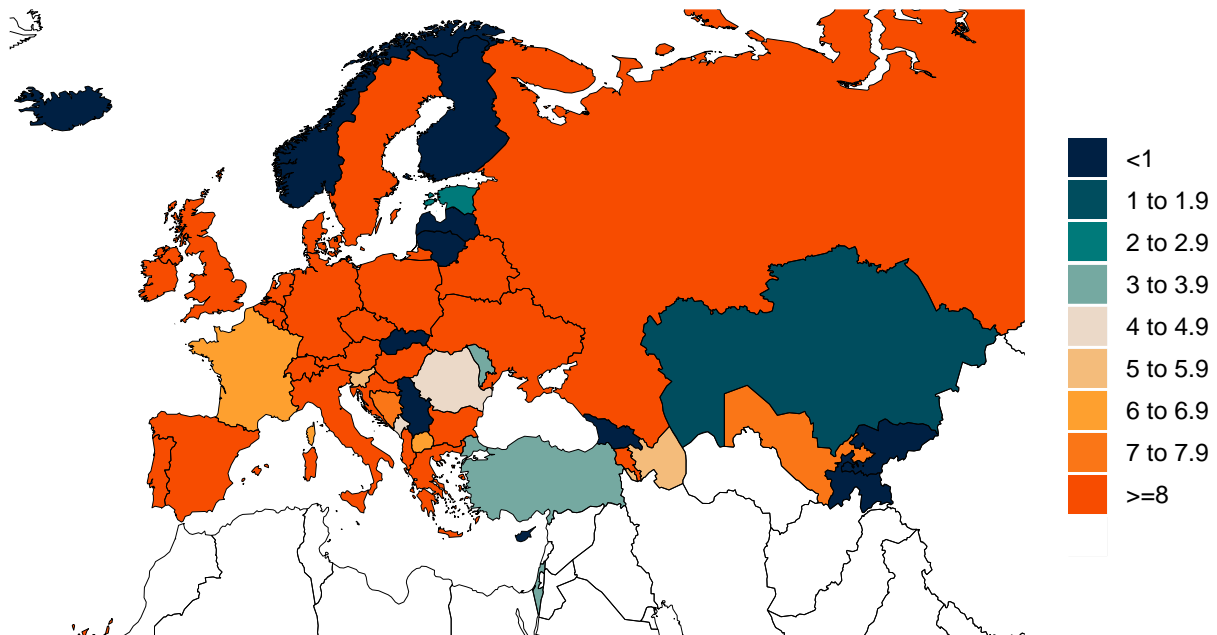 <1
1 to 1.9
2 to 2.9
3 to 3.9
4 to 4.9
5 to 5.9
6 to 6.9
7 to 7.9
>=8